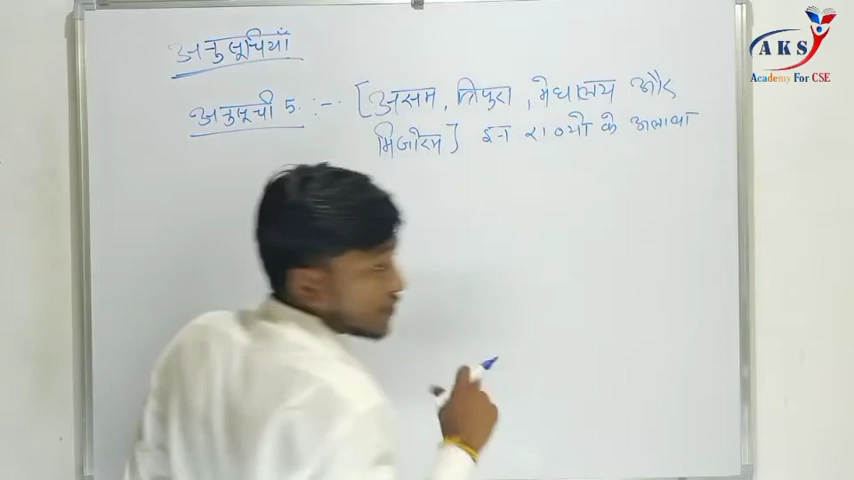 अनुसूचियाँ
अनुसूची 5 :- [असम, त्रिपुरा, मेघालय और
मिजोरम] इन राज्यों के अलावा
AKS
Academy For CSE